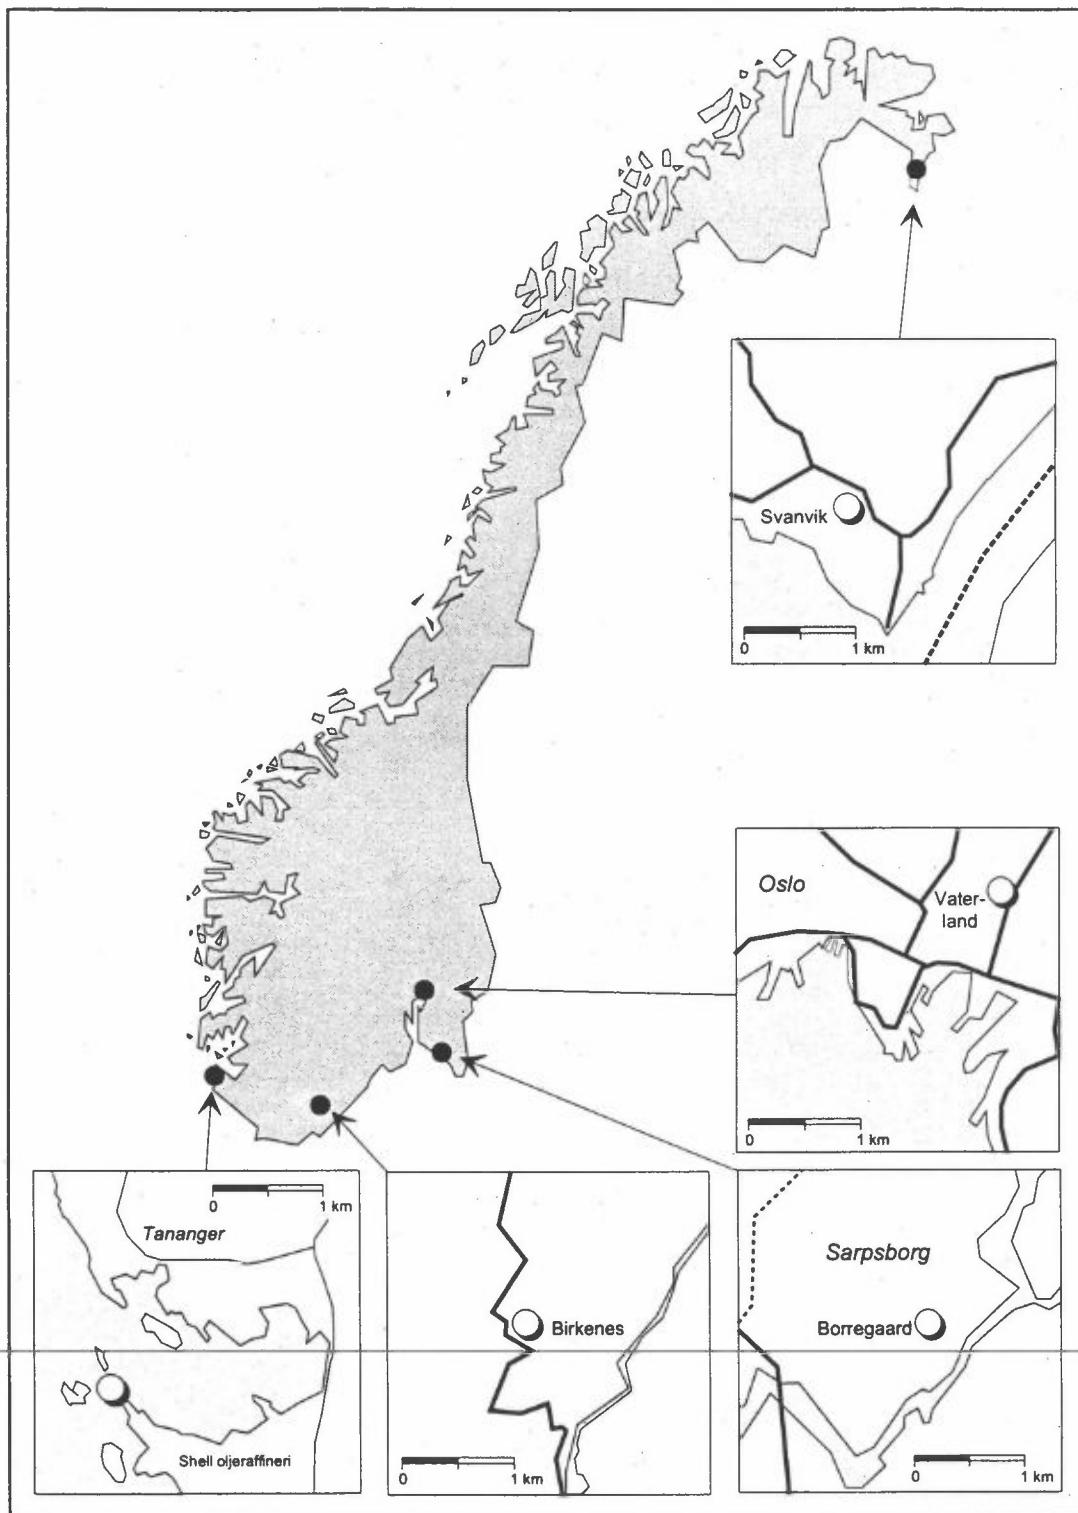 Svanvik
0 1 km
Oslo
Vater-
land
0 1 km
0 1 km
Tananger
Shell oljeraffineri
Birkenes
0 1 km
Sarpsborg
Borregaard
0 1 km